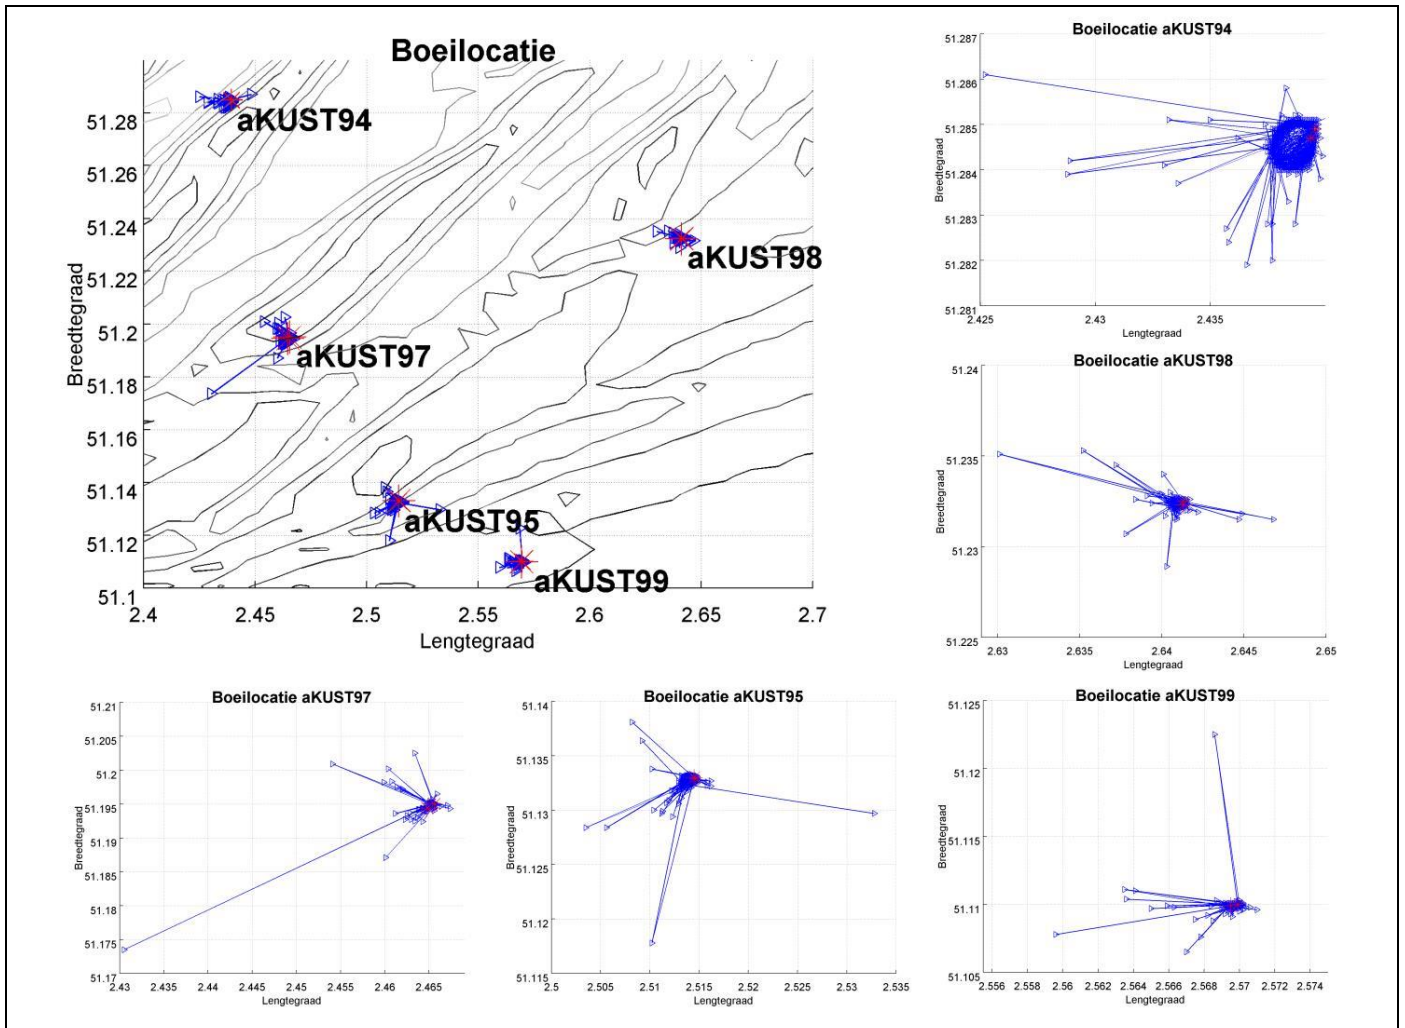 Boeilocatie
Breedtegraad
51.28
51.26
51.24
51.22
51.2
51.18
51.16
51.14
51.12
51.1
aKUST94
aKUST98
aKUST97
aKUST95
aKUST99
2.4 2.45 2.5 2.55 2.6 2.65 2.7
Lengtegraad
Boeilocatie aKUST94
Breedtegraad
51.287
51.286
51.285
51.284
51.283
51.282
51.281
2.425 2.43 2.435
Lengtegraad
Boeilocatie aKUST98
Breedtegraad
51.24
51.235
51.23
51.225
2.63 2.635 2.64 2.645 2.65
Lengtegraad
Boeilocatie aKUST97
Breedtegraad
51.21
51.205
51.2
51.195
51.19
51.185
51.18
51.175
51.17
2.43 2.435 2.44 2.445 2.45 2.455 2.46 2.465
Lengtegraad
Boeilocatie aKUST95
Breedtegraad
51.14
51.135
51.13
51.125
51.12
51.115
2.5 2.505 2.51 2.515 2.52 2.525 2.53 2.535
Lengtegraad
Boeilocatie aKUST99
Breedtegraad
51.125
51.12
51.115
51.11
51.105
2.556 2.558 2.56 2.562 2.564 2.566 2.568 2.57 2.572 2.574
Lengtegraad